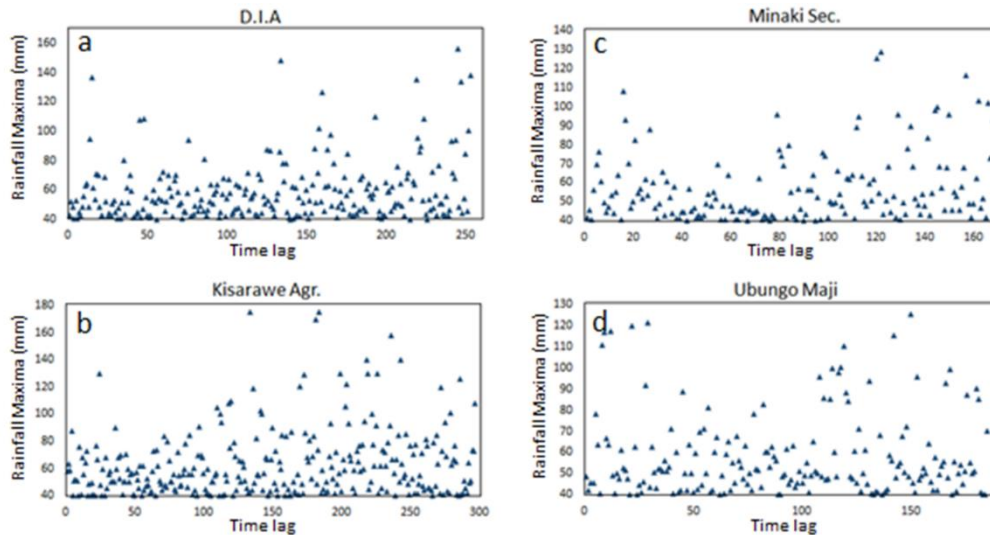 D.I.A
a
Rainfall Maxima (mm)
160
140
120
100
80
60
40
0 50 100 150 200 250
Time lag
Minaki Sec.
c
Rainfall Maxima (mm)
140
130
120
110
100
90
80
70
60
50
40
0 20 40 60 80 100 120 140 160
Time lag
Kisarawe Agr.
b
Rainfall Maxima (mm)
180
160
140
120
100
80
60
40
0 50 100 150 200 250 300
Time lag
Ubungo Maji
d
Rainfall Maxima (mm)
130
120
110
100
90
80
70
60
50
40
0 50 100 150
Time lag